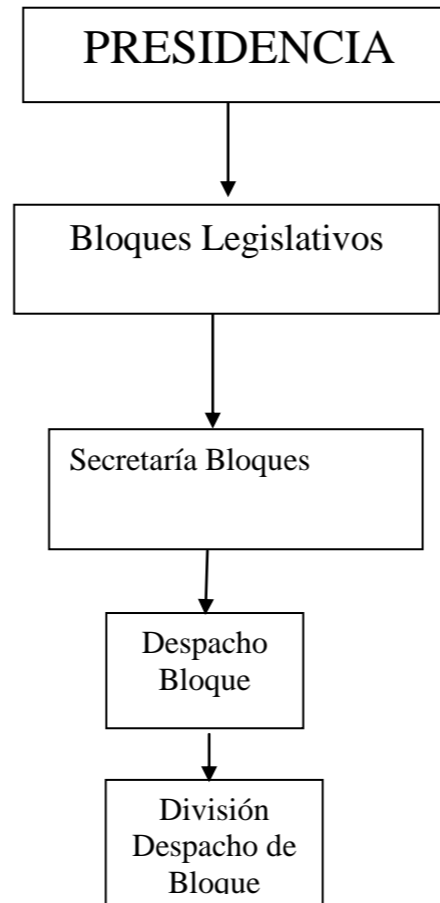 PRESIDENCIA
Bloques Legislativos
Secretaría Bloques
Despacho
Bloque
División
Despacho de
Bloque